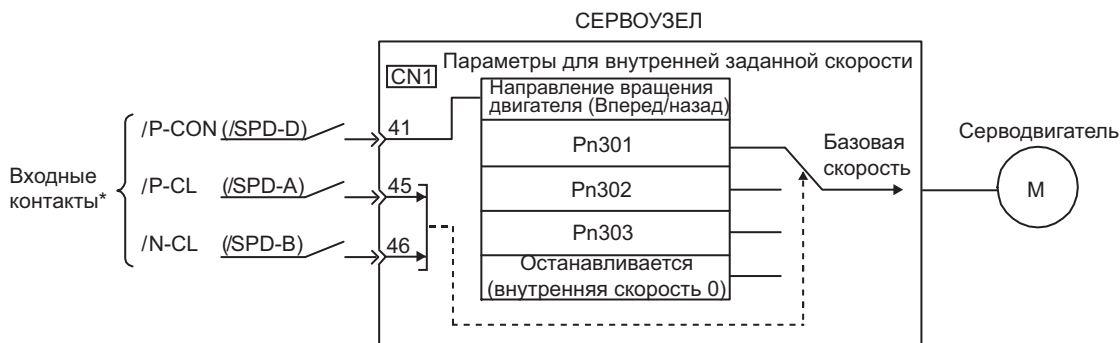 СЕРВОУЗЕЛ
CN1
Параметры для внутренней заданной скорости
Направление вращения
двигателя (Вперед/назад)
Входные
контакты*
/P-CON (/SPD-D)
41
/P-CL (/SPD-A)
45
/N-CL (/SPD-B)
46
Pn301
Pn302
Pn303
Останавливается
(внутренняя скорость 0)
Базовая
скорость
Серводвигатель
M